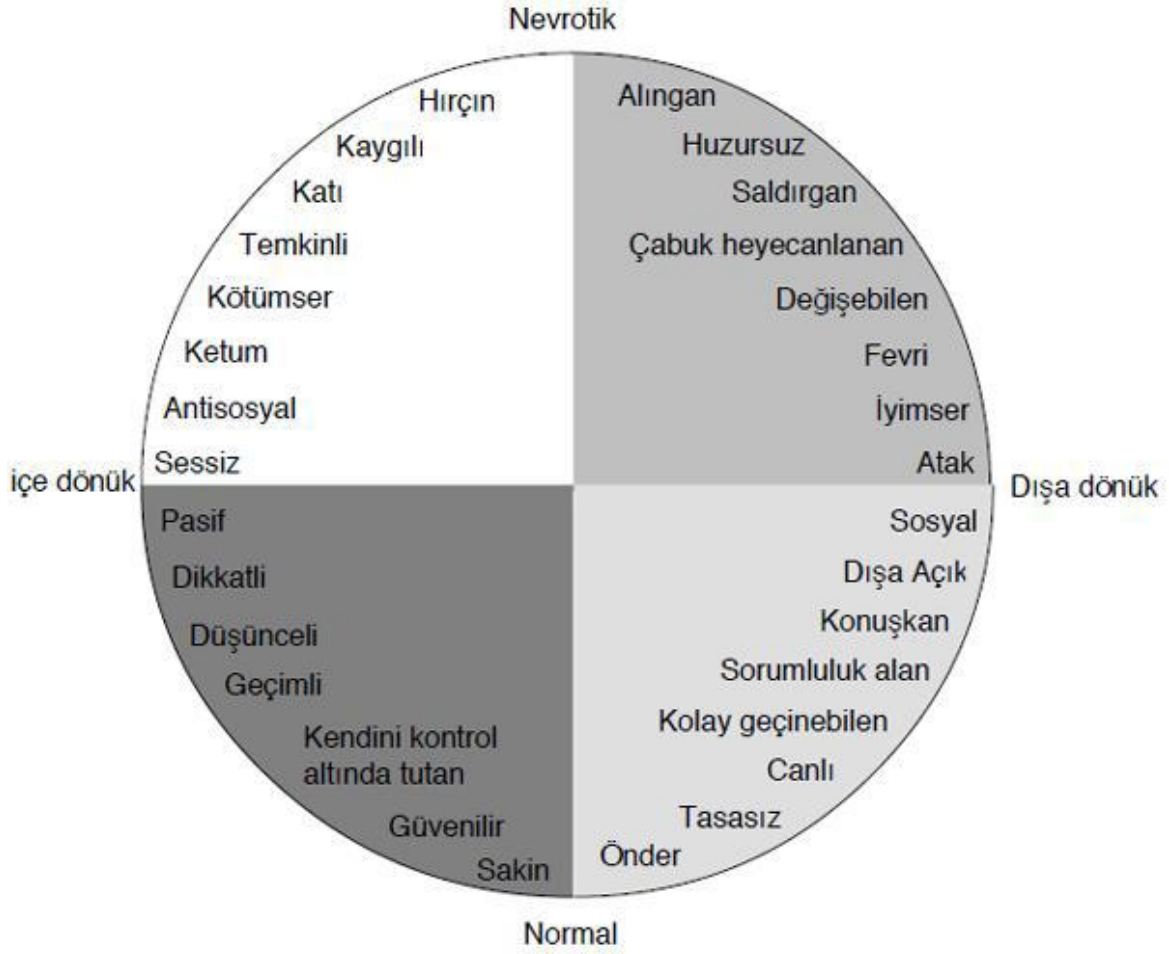 Nevrotik
Hırçın
Kaygılı
Katı
Temkinli
Kötümser
Ketum
Antisosyal
Sessiz
Alıngan
Huzursuz
Saldırgan
Çabuk heyecanlanan
Değişebilen
Fevri
İyimser
Atak
içe dönük
Dışa dönük
Pasif
Dikkatli
Düşünceli
Geçimli
Kendini kontrol
altında tutan
Güvenilir
Sakin
Sosyal
Dışa Açık
Konuşkan
Sorumluluk alan
Kolay geçinebilen
Canlı
Tasasız
Önder
Normal